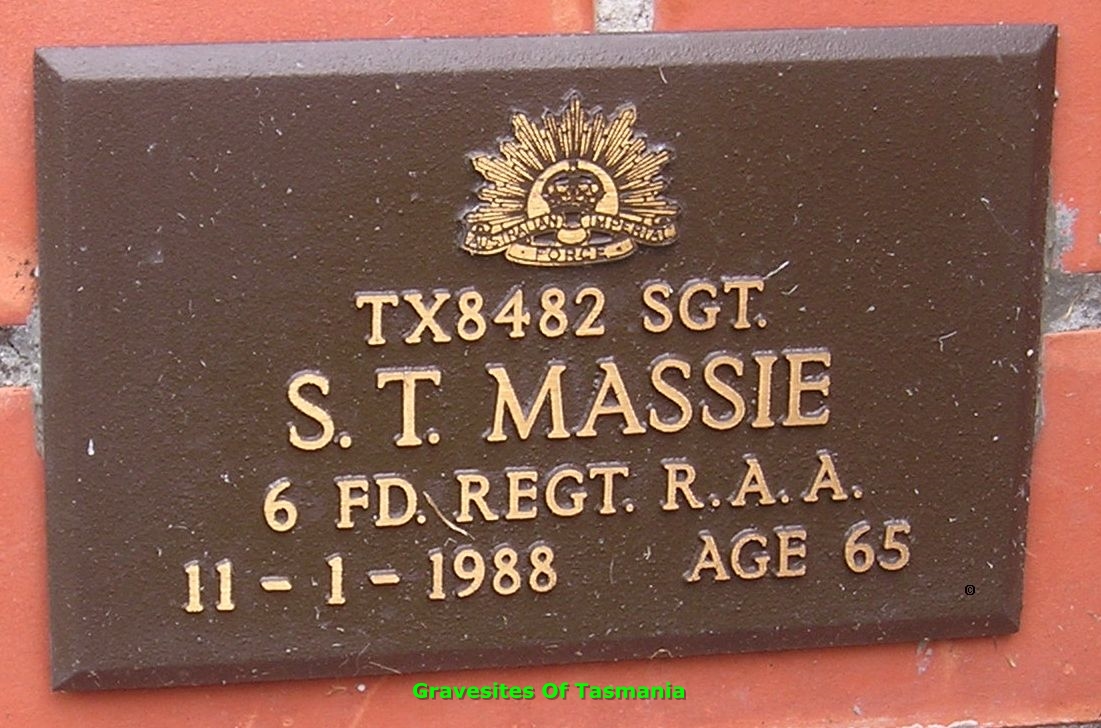 AUSTRALIAN IMPERIAL
FORCE
TX8482 SGT.
S. T. MASSIE
6 FD. REGT. R. A. A.
11 - 1 - 1988 AGE 65
©
Gravesites Of Tasmania